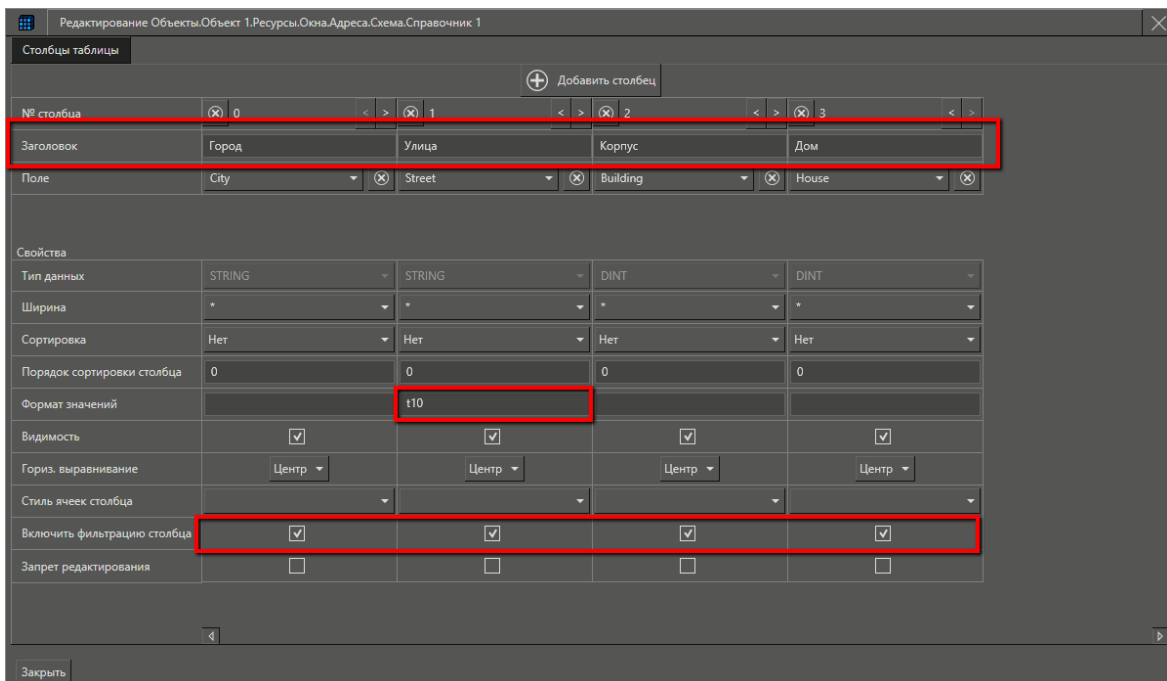 Редактирование Объекты.Объект 1.Ресурсы.Окна.Адреса.Схема.Справочник 1
Столбцы таблицы
Добавить столбец
№ столбца 0 < > 1 < > 2 < > 3 < >
Заголовок Город Улица Корпус Дом
Поле City Street Building House
Свойства
Тип данных STRING STRING DINT DINT
Ширина * * * *
Сортировка Нет Нет Нет Нет
Порядок сортировки столбца 0 0 0 0
Формат значений t10
Видимость
Гориз. выравнивание Центр Центр Центр Центр
Стиль ячеек столбца
Включить фильтрацию столбца
Запрет редактирования
Закрыть